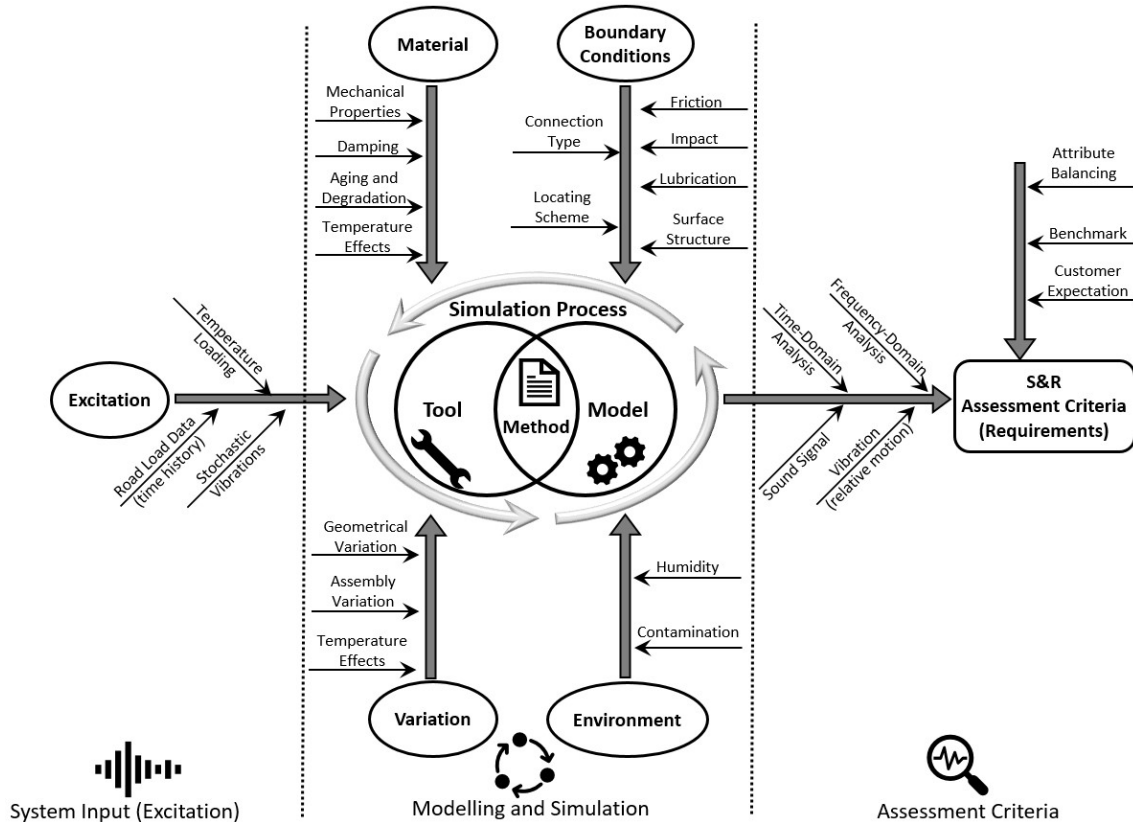 Material
Boundary
Conditions
Mechanical
Properties
Damping
Aging and
Degradation
Temperature
Effects
Connection
Type
Locating
Scheme
Friction
Impact
Lubrication
Surface
Structure
Attribute
Balancing
Benchmark
Customer
Expectation
Excitation
Temperature
Loading
Road Load Data
(time history)
Stochastic
Vibrations
Simulation Process
Tool
Method
Model
Time-Domain
Analysis
Frequency-Domain
Analysis
Sound Signal
Vibration
(relative motion)
S&R
Assessment Criteria
(Requirements)
Geometrical
Variation
Assembly
Variation
Temperature
Effects
Humidity
Contamination
Variation
Environment
System Input (Excitation)
Modelling and Simulation
Assessment Criteria